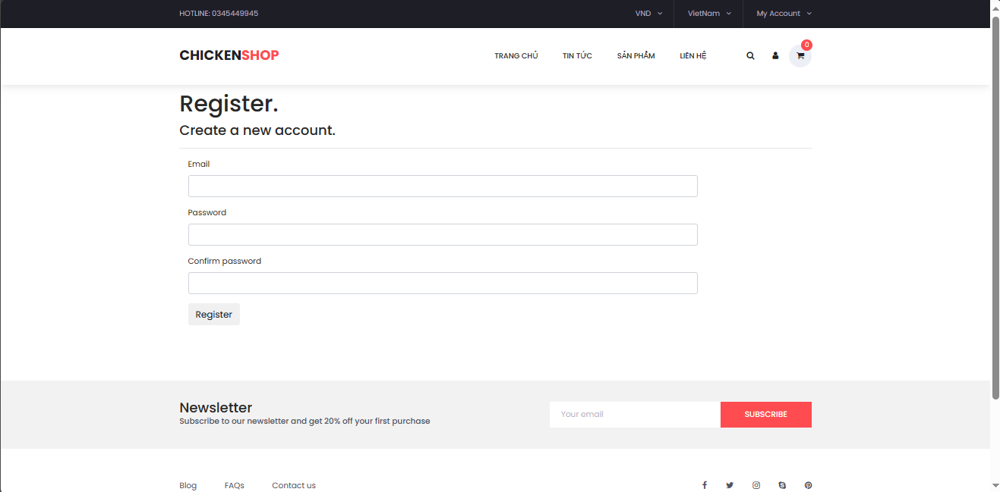 HOTLINE: 0345449945 VND VietNam My Account
CHICKENSHOP TRANG CHỦ TIN TỨC SẢN PHẨM LIÊN HỆ 0
Register.
Create a new account.
Email
Password
Confirm password
Register
Newsletter
Subscribe to our newsletter and get 20% off your first purchase
Your email SUBSCRIBE
Blog FAQs Contact us